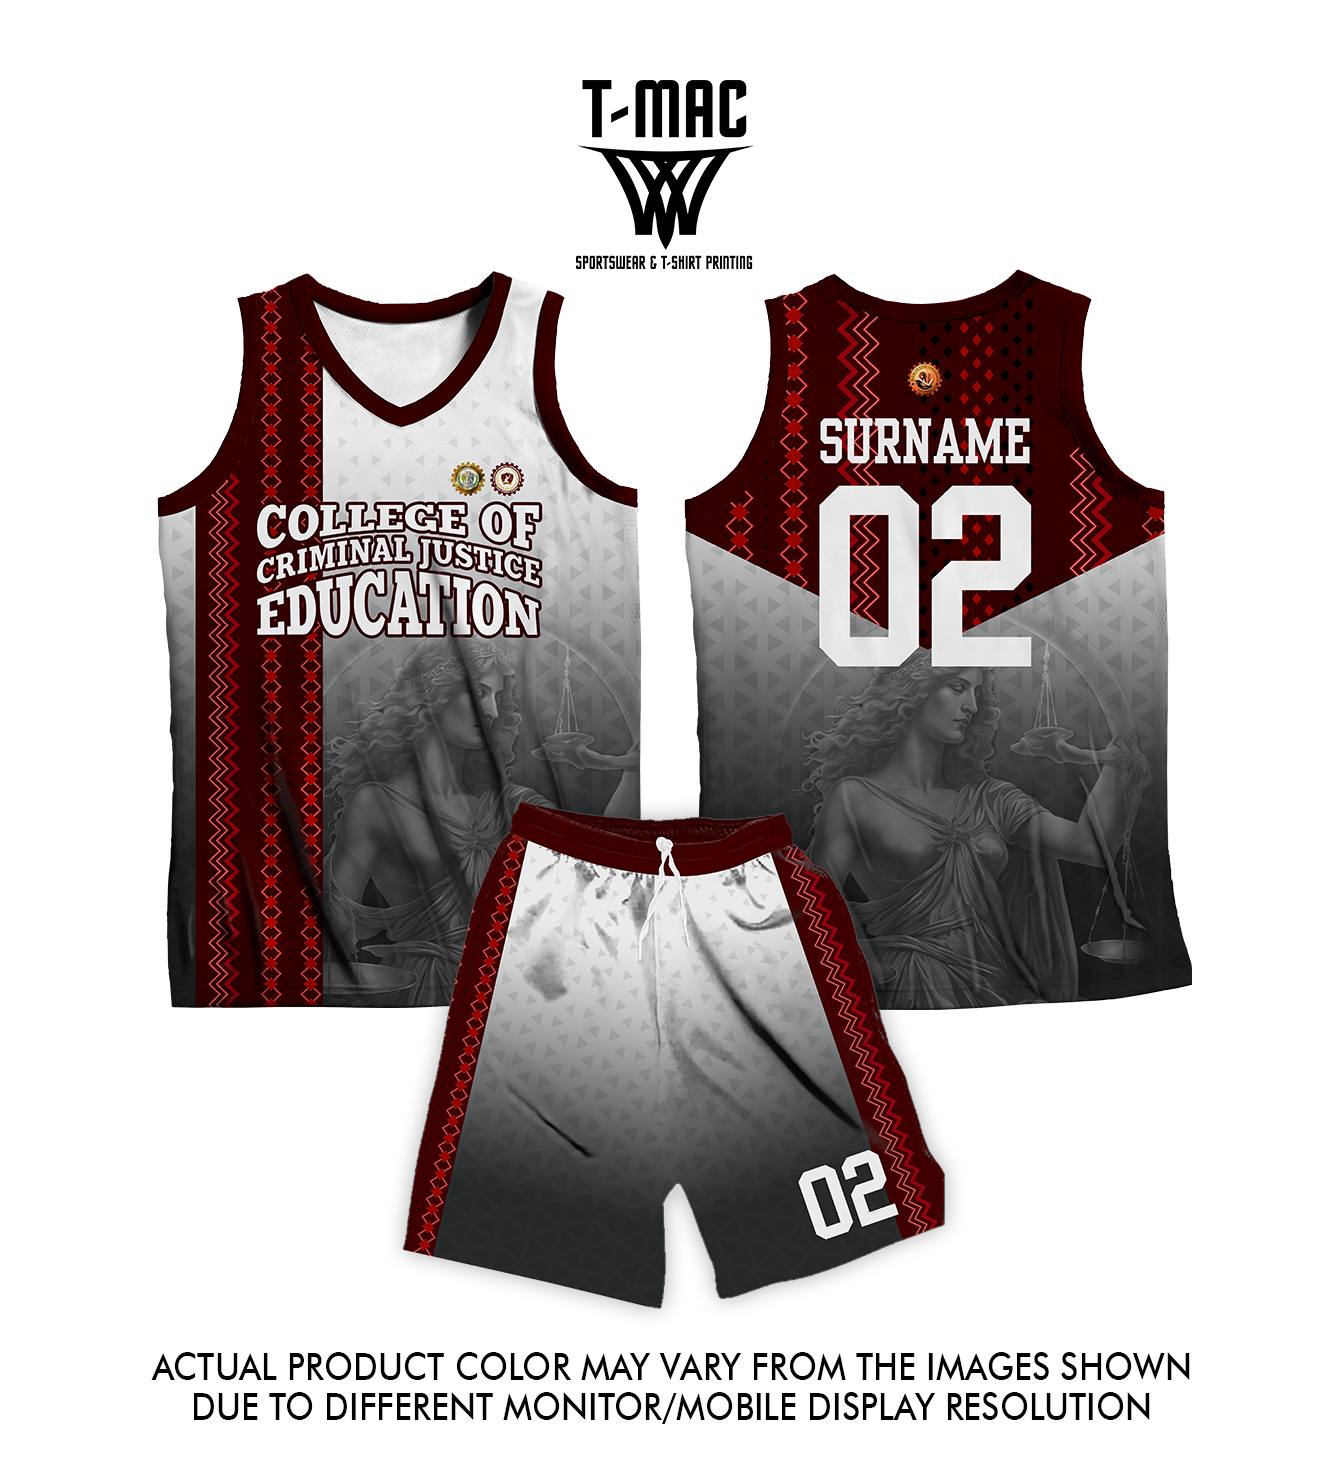 T-MAC
SPORTSWEAR & T-SHIRT PRINTING
COLLEGE OF
CRIMINAL JUSTICE
EDUCATION
SURNAME
02
02
ACTUAL PRODUCT COLOR MAY VARY FROM THE IMAGES SHOWN
DUE TO DIFFERENT MONITOR/MOBILE DISPLAY RESOLUTION